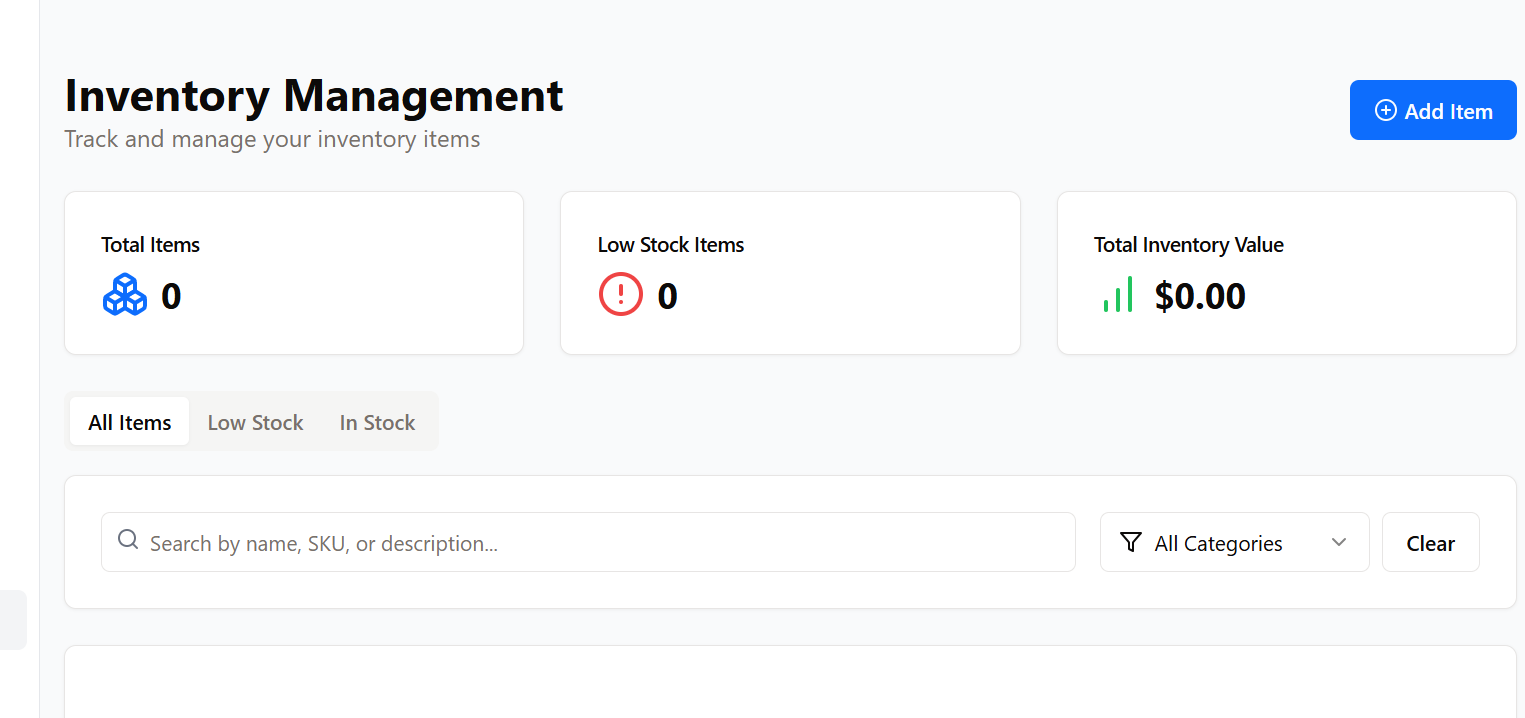 Inventory Management
Track and manage your inventory items
Add Item
Total Items
0
Low Stock Items
0
Total Inventory Value
$0.00
All Items
Low Stock
In Stock
Search by name, SKU, or description...
All Categories
Clear